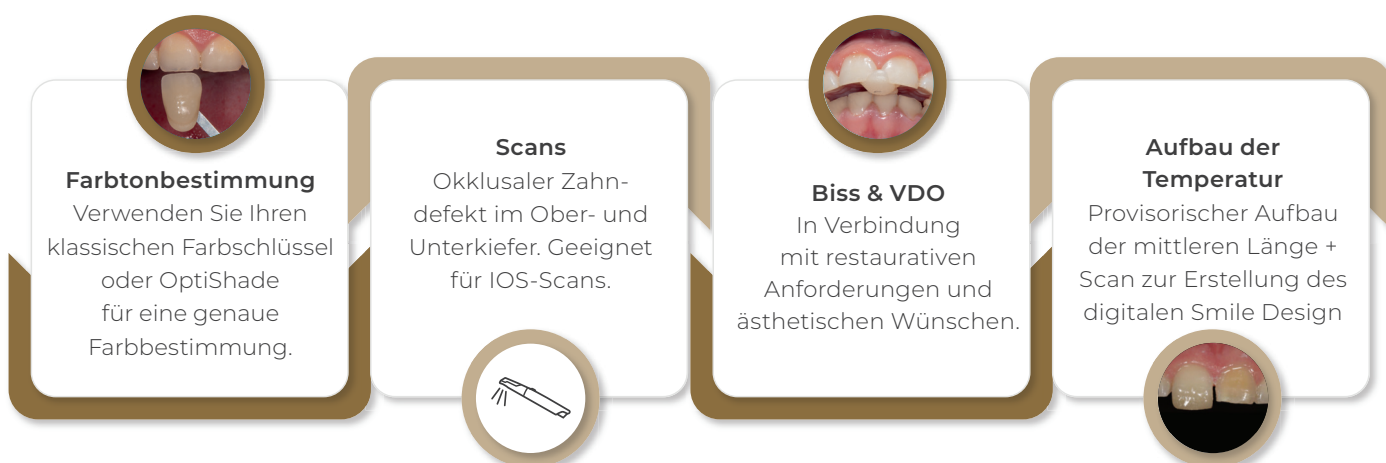 Farbtonbestimmung
Verwenden Sie Ihren
klassischen Farbschlüssel
oder OptiShade
für eine genaue
Farbbestimmung.
Scans
Okklusaler Zahn-
defekt im Ober- und
Unterkiefer. Geeignet
für IOS-Scans.
Biss & VDO
In Verbindung
mit restaurativen
Anforderungen und
ästhetischen Wünschen.
Aufbau der
Temperatur
Provisorischer Aufbau
der mittleren Länge +
Scan zur Erstellung des
digitalen Smile Design